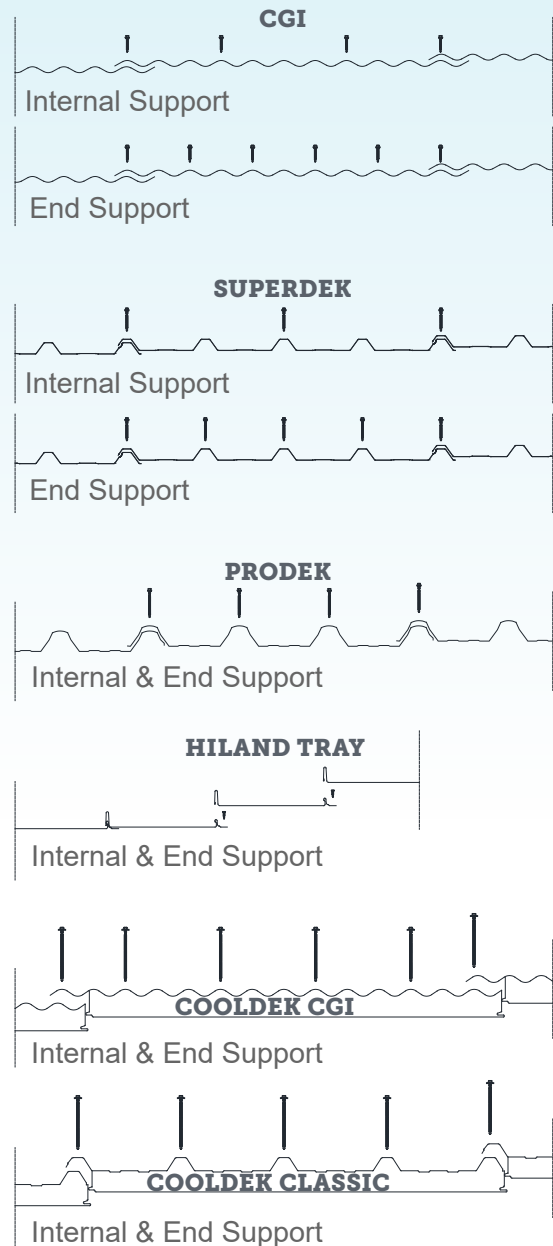 CGI
Internal Support
End Support
SUPERDEK
Internal Support
End Support
PRODEK
Internal & End Support
HILAND TRAY
Internal & End Support
COOLDEK CGI
Internal & End Support
COOLDEK CLASSIC
Internal & End Support